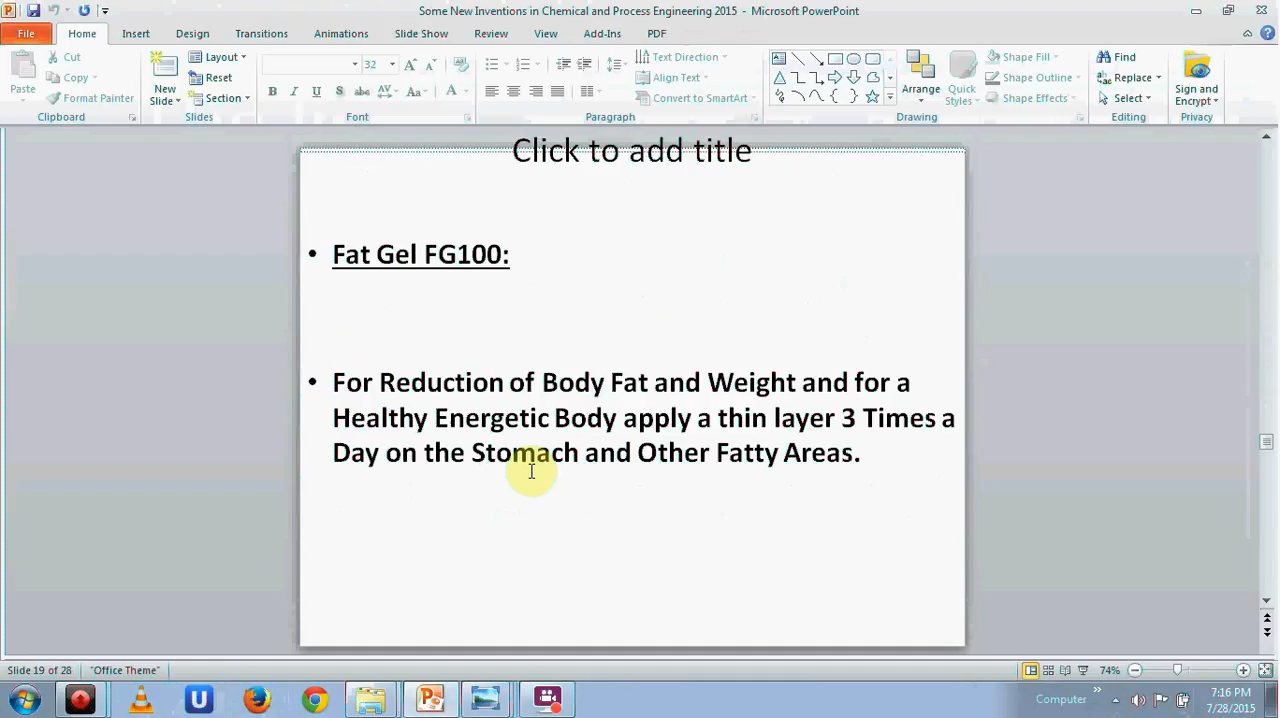 Some New Inventions in Chemical and Process Engineering 2015 - Microsoft PowerPoint
File Home Insert Design Transitions Animations Slide Show Review View Add-Ins PDF
Cut Layout 32 Text Direction Shape Fill Find
Copy Reset Align Text Shape Outline Replace
Paste Format Painter New Slide Section B I U S abc AV Aa A Convert to SmartArt Arrange Quick Styles Shape Effects Select Sign and Encrypt
Clipboard Slides Font Paragraph Drawing Editing Privacy
Click to add title
• Fat Gel FG100:
• For Reduction of Body Fat and Weight and for a
Healthy Energetic Body apply a thin layer 3 Times a
Day on the Stomach and Other Fatty Areas.
Slide 19 of 28 "Office Theme" 74%
Computer 7:16 PM
7/28/2015